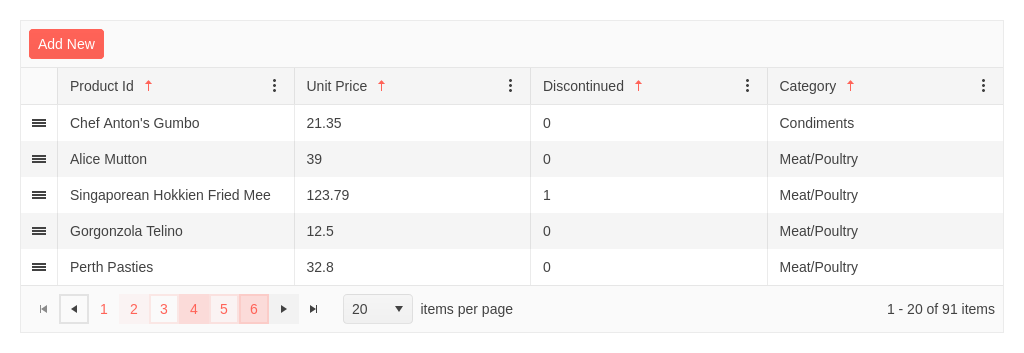 Add New
Product Id Unit Price Discontinued Category
Chef Anton's Gumbo 21.35 0 Condiments
Alice Mutton 39 0 Meat/Poultry
Singaporean Hokkien Fried Mee 123.79 1 Meat/Poultry
Gorgonzola Telino 12.5 0 Meat/Poultry
Perth Pasties 32.8 0 Meat/Poultry
1 2 3 4 5 6 20 items per page 1 - 20 of 91 items